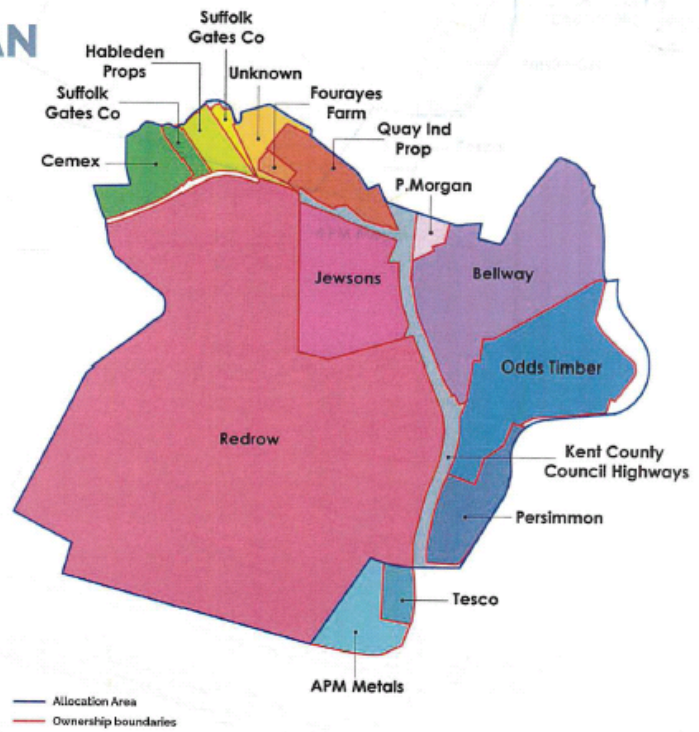 AN
Suffolk
Gates Co
Hableden
Props
Unknown
Suffolk
Gates Co
Fourayes
Farm
Quay Ind
Prop
Cemex
P.Morgan
Jewsons
Bellway
Odds Timber
Redrow
Kent County
Council Highways
Persimmon
Tesco
APM Metals
Allocation Area
Ownership boundaries